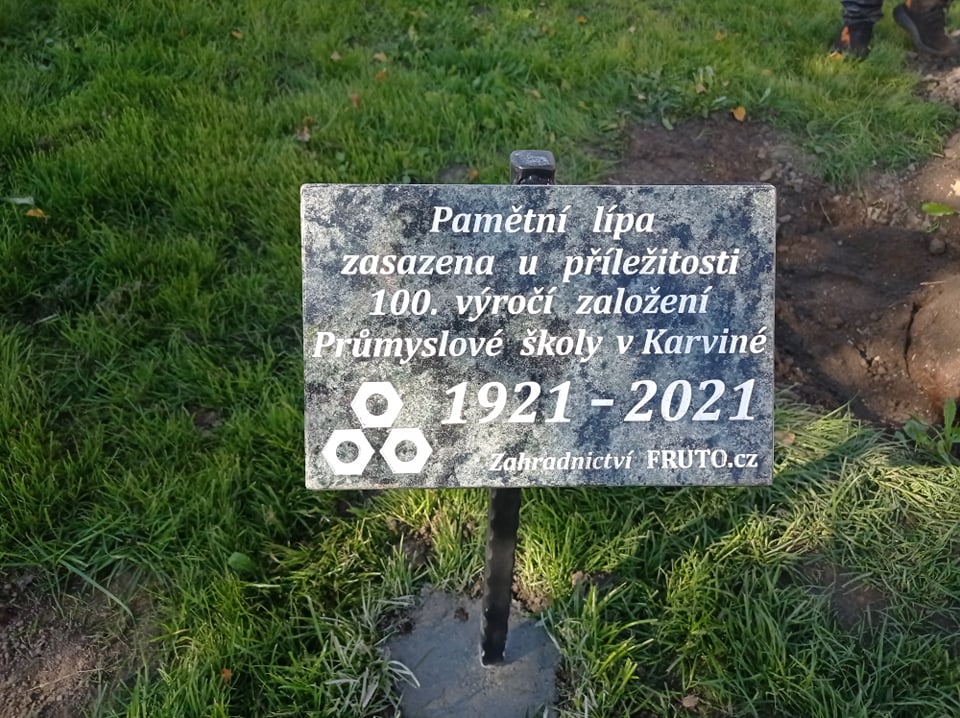 Pamětní lípa
zasazena u příležitosti
100. výročí založení
Průmyslové školy v Karviné
1921 – 2021
Zahradnictví FRUTO.cz